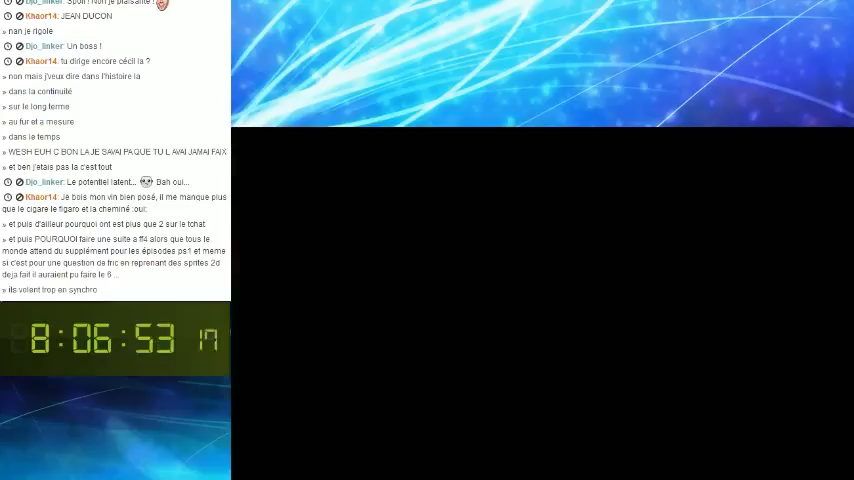 Djo_linker: Spoil ! Non je plaisante !
Khaor14: JEAN DUCON
» nan je rigole
Djo_linker: Un boss !
Khaor14: tu dirige encore cécil la ?
» non mais j'veux dire dans l'histoire la
» dans la continuité
» sur le long terme
» au fur et a mesure
» dans le temps
» WESH EUH C BON LA JE SAVAI PA QUE TU L AVAI JAMAI FAIX
» et ben j'etais pas la c'est tout
Djo_linker: Le potentiel latent... Bah oui...
Khaor14: Je bois mon vin bien posé, il me manque plus
que le cigare le figaro et la cheminé :oui;
» et puis d'ailleur pourquoi ont est plus que 2 sur le tchat
» et puis POURQUOI faire une suite a ff4 alors que tous le
monde attend du supplément pour les épisodes ps1 et meme
si c'est pour une question de fric en reprenant des sprites 2d
deja fait il auraient pu faire le 6 ...
» ils volent trop en synchro
8:06:53 17